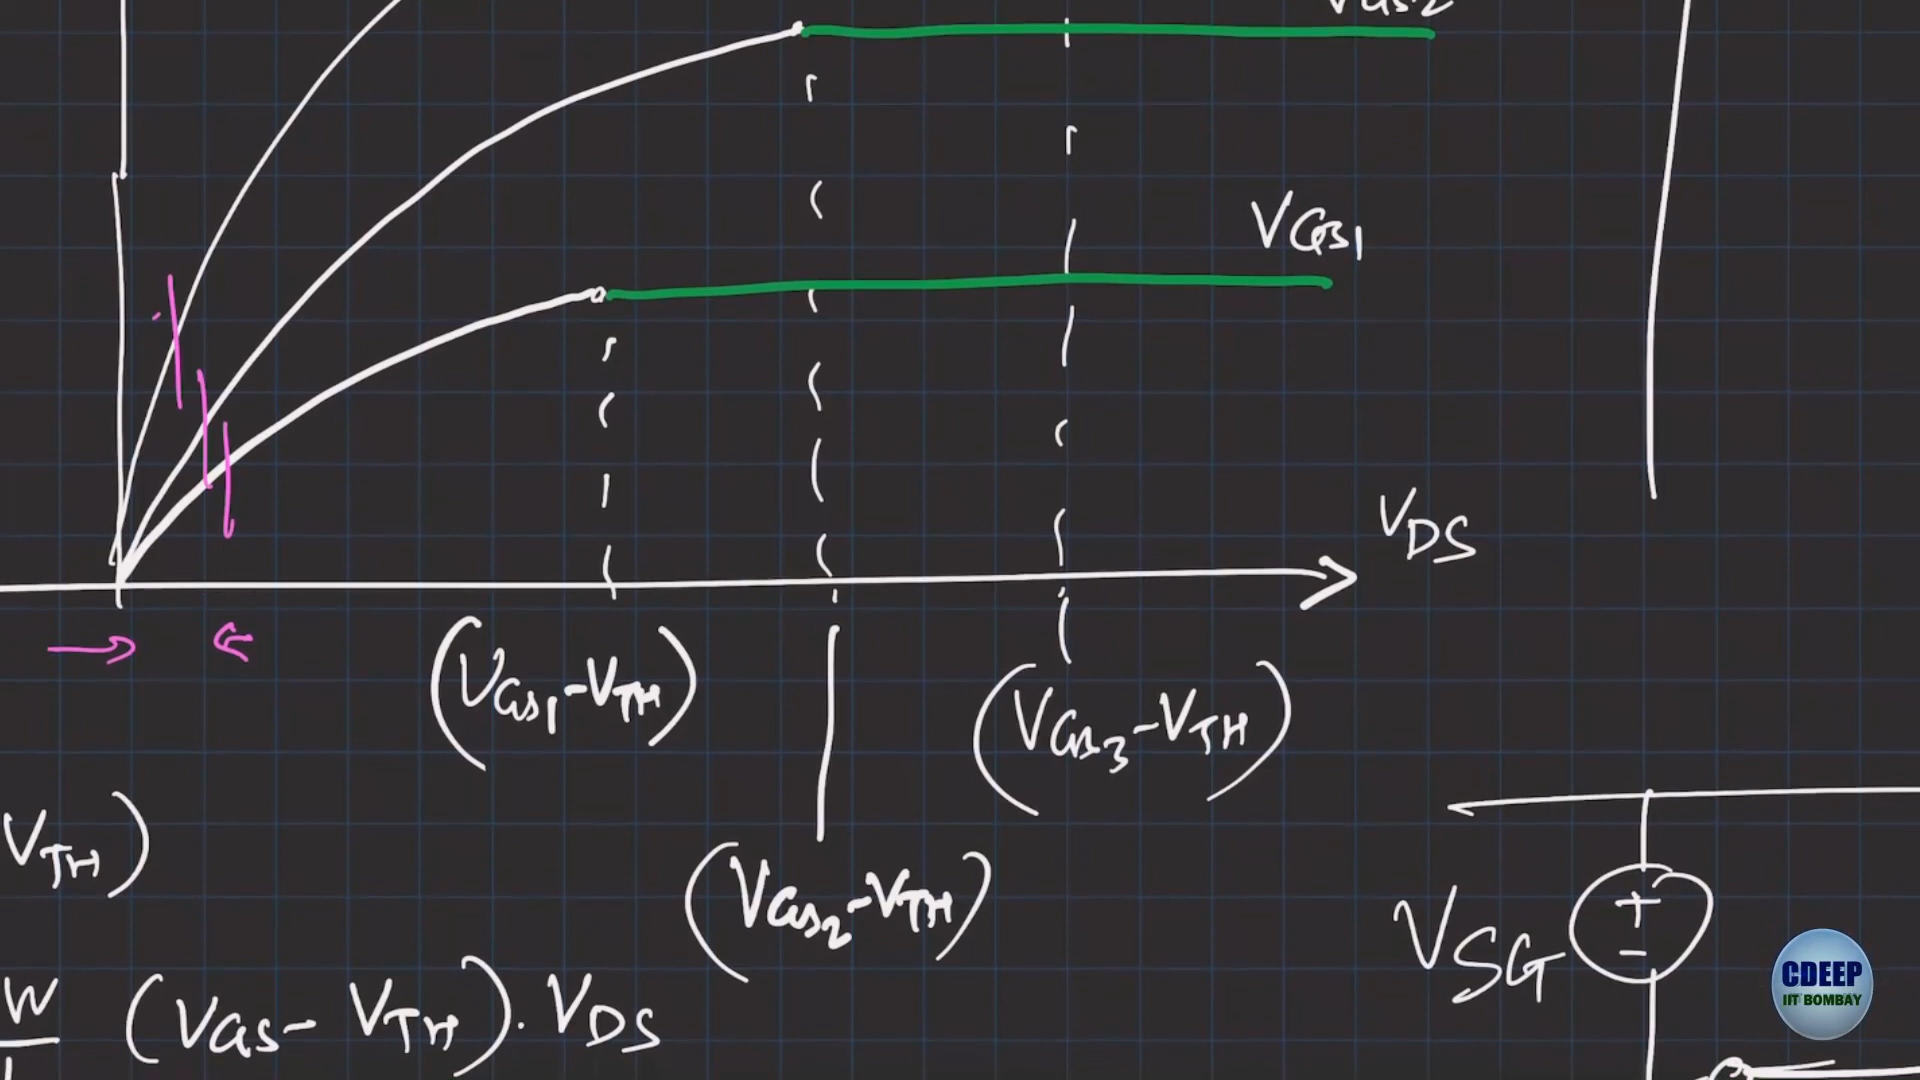 VGS2
VGS1
VDS
(VGS1-VTH)
(VGS3-VTH)
VTH)
(VGS2-VTH)
VSG
+
-
W
(VGS- VTH). VDS
CDEEP
IIT BOMBAY